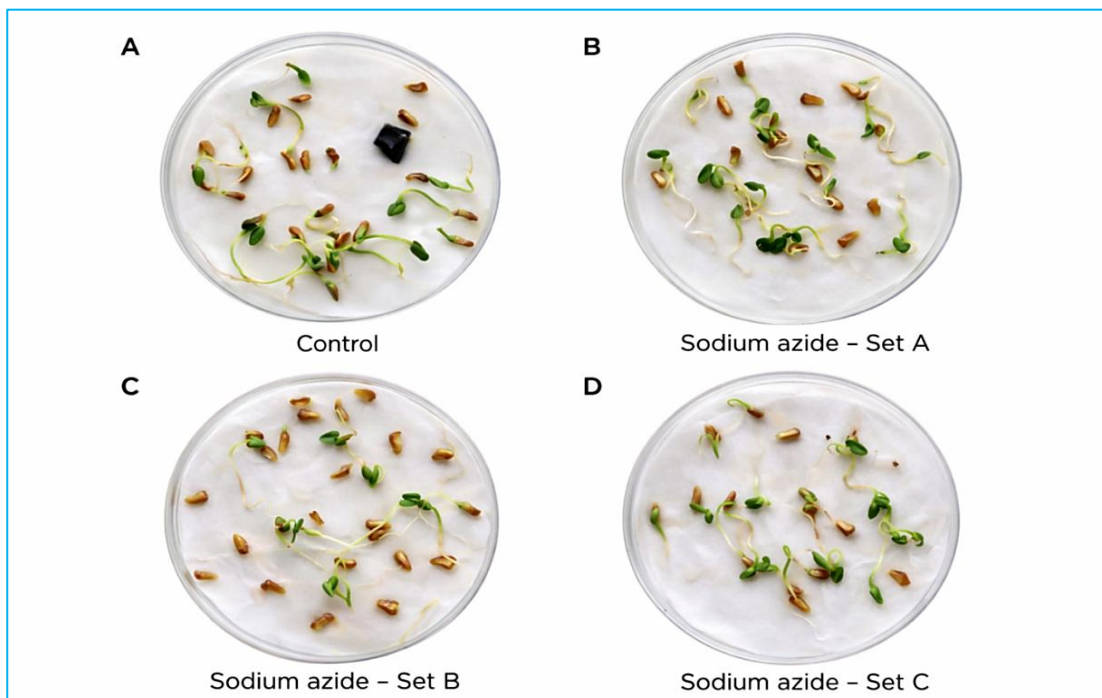 A
B
Control
Sodium azide – Set A
C
D
Sodium azide – Set B
Sodium azide – Set C